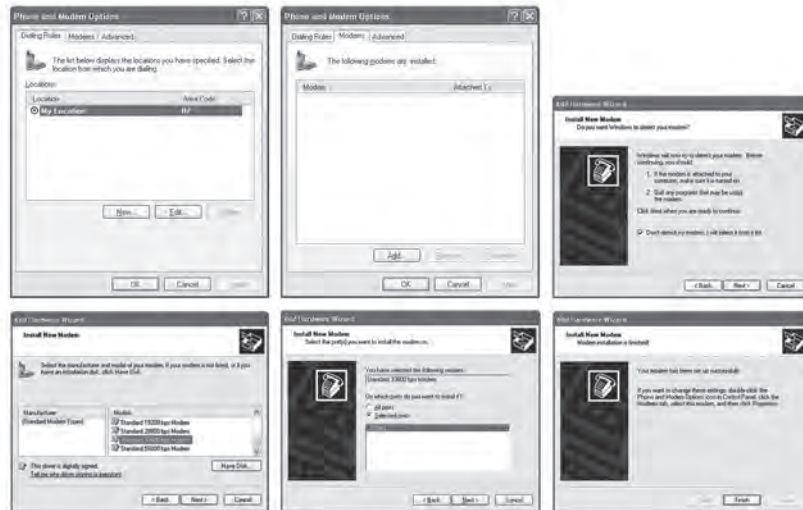 Phone and Modem Options
Dialing Rules Modems Advanced
The list below displays the locations you have specified. Select the
location from which you are dialing.
Locations:
Location Area Code
My Location
New... Edit...
OK Cancel
Phone and Modem Options
Dialing Rules Modems Advanced
The following modems are installed:
Modem Attached To
Add...
OK Cancel
Add Hardware Wizard
Install New Modem
Do you want Windows to detect your modem?
Windows will now try to detect your modem. Before
continuing, you should:
1. If the modem is attached to your
computer, make sure it is turned on.
2. Quit any programs that may be using
the modem.
Click Next when you are ready to continue.
Don't detect my modem; I will select it from a list.
< Back Next > Cancel
Add Hardware Wizard
Install New Modem
Select the manufacturer and model of your modem. If your modem is not listed, or if you
have an installation disk, click Have Disk.
Manufacturer
(Standard Modem Types)
Models
Standard 19200 bps Modem
Standard 28800 bps Modem
Standard 33600 bps Modem
Standard 56000 bps Modem
This driver is digitally signed.
Tell me why driver signing is important
Have Disk...
< Back Next > Cancel
Add Hardware Wizard
Install New Modem
Select the port(s) you want to install the modem on.
You have selected the following modem:
Standard 33600 bps Modem
On which ports do you want to install it?
All ports
Selected ports
< Back Next > Cancel
Add Hardware Wizard
Install New Modem
Modem installation is finished!
Your modem has been set up successfully.
If you want to change these settings, double-click the
Phone and Modem Options icon in Control Panel, click the
Modems tab, select this modem, and then click Properties.
Finish